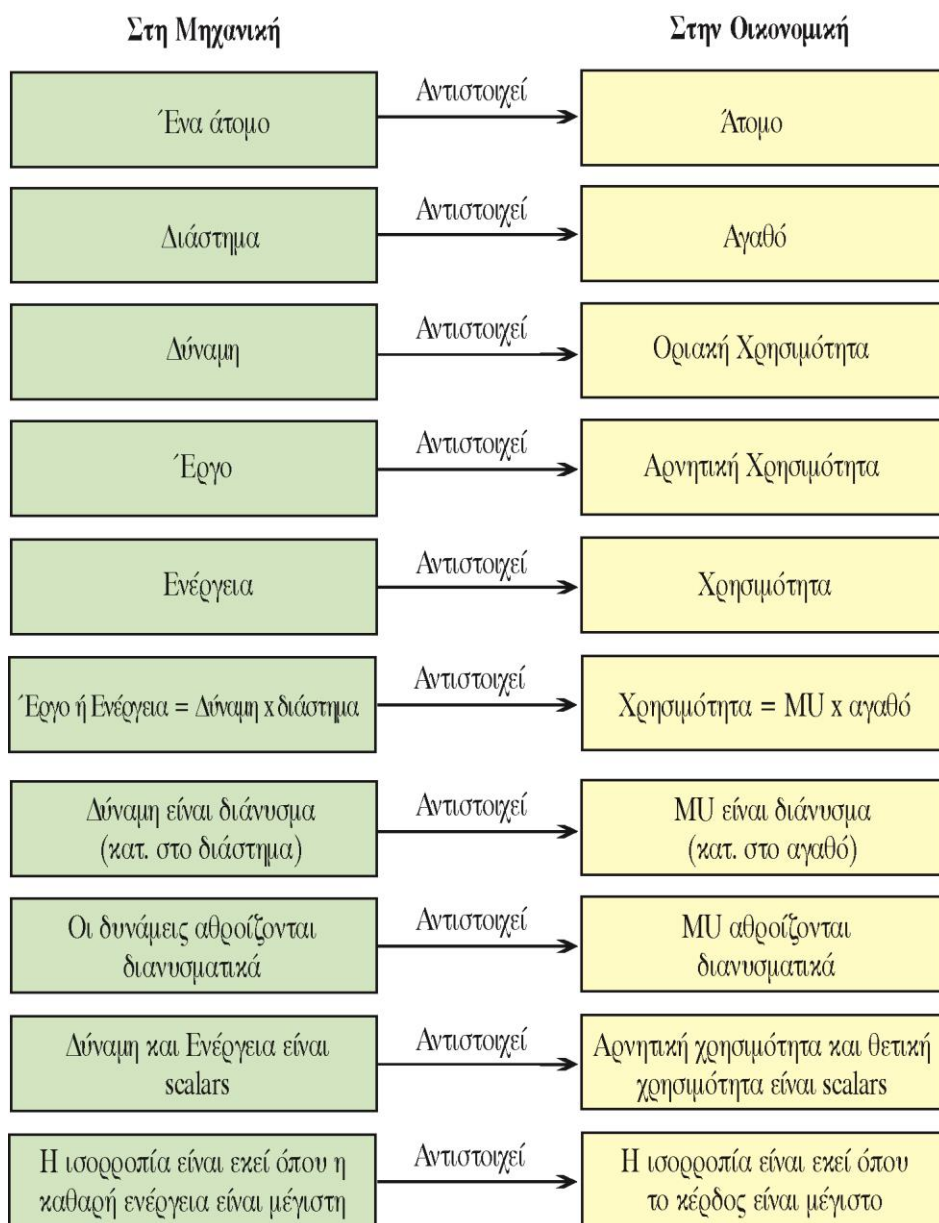 Στη Μηχανική
Στην Οικονομική
Ένα άτομο
Αντιστοιχεί
Άτομο
Διάστημα
Αντιστοιχεί
Αγαθό
Δύναμη
Αντιστοιχεί
Οριακή Χρησιμότητα
Έργο
Αντιστοιχεί
Αρνητική Χρησιμότητα
Ενέργεια
Αντιστοιχεί
Χρησιμότητα
Έργο ή Ενέργεια = Δύναμη x διάστημα
Αντιστοιχεί
Χρησιμότητα = MU x αγαθό
Δύναμη είναι διάνυσμα
(κατ. στο διάστημα)
Αντιστοιχεί
MU είναι διάνυσμα
(κατ. στο αγαθό)
Οι δυνάμεις αθροίζονται
διανυσματικά
Αντιστοιχεί
MU αθροίζονται
διανυσματικά
Δύναμη και Ενέργεια είναι
scalars
Αντιστοιχεί
Αρνητική χρησιμότητα και θετική
χρησιμότητα είναι scalars
Η ισορροπία είναι εκεί όπου η
καθαρή ενέργεια είναι μέγιστη
Αντιστοιχεί
Η ισορροπία είναι εκεί όπου
το κέρδος είναι μέγιστο